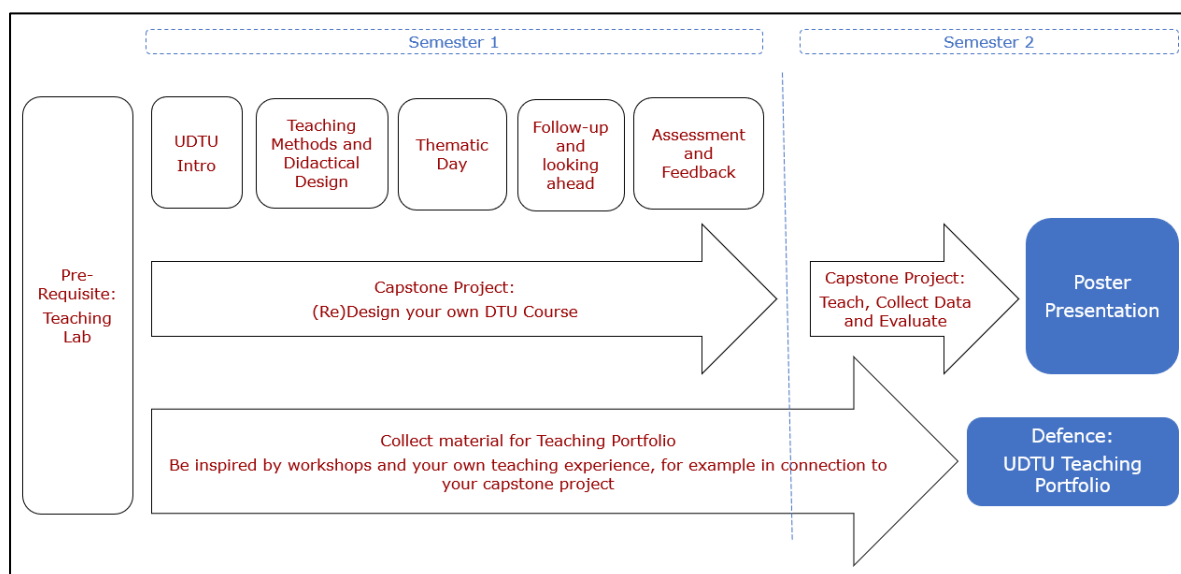 Semester 1
Semester 2
Pre-
Requisite:
Teaching
Lab
UDTU
Intro
Teaching
Methods and
Didactical
Design
Thematic
Day
Follow-up
and
looking
ahead
Assessment
and
Feedback
Capstone Project:
(Re)Design your own DTU Course
Capstone Project:
Teach, Collect Data
and Evaluate
Poster
Presentation
Collect material for Teaching Portfolio
Be inspired by workshops and your own teaching experience, for example in connection to
your capstone project
Defence:
UDTU Teaching
Portfolio